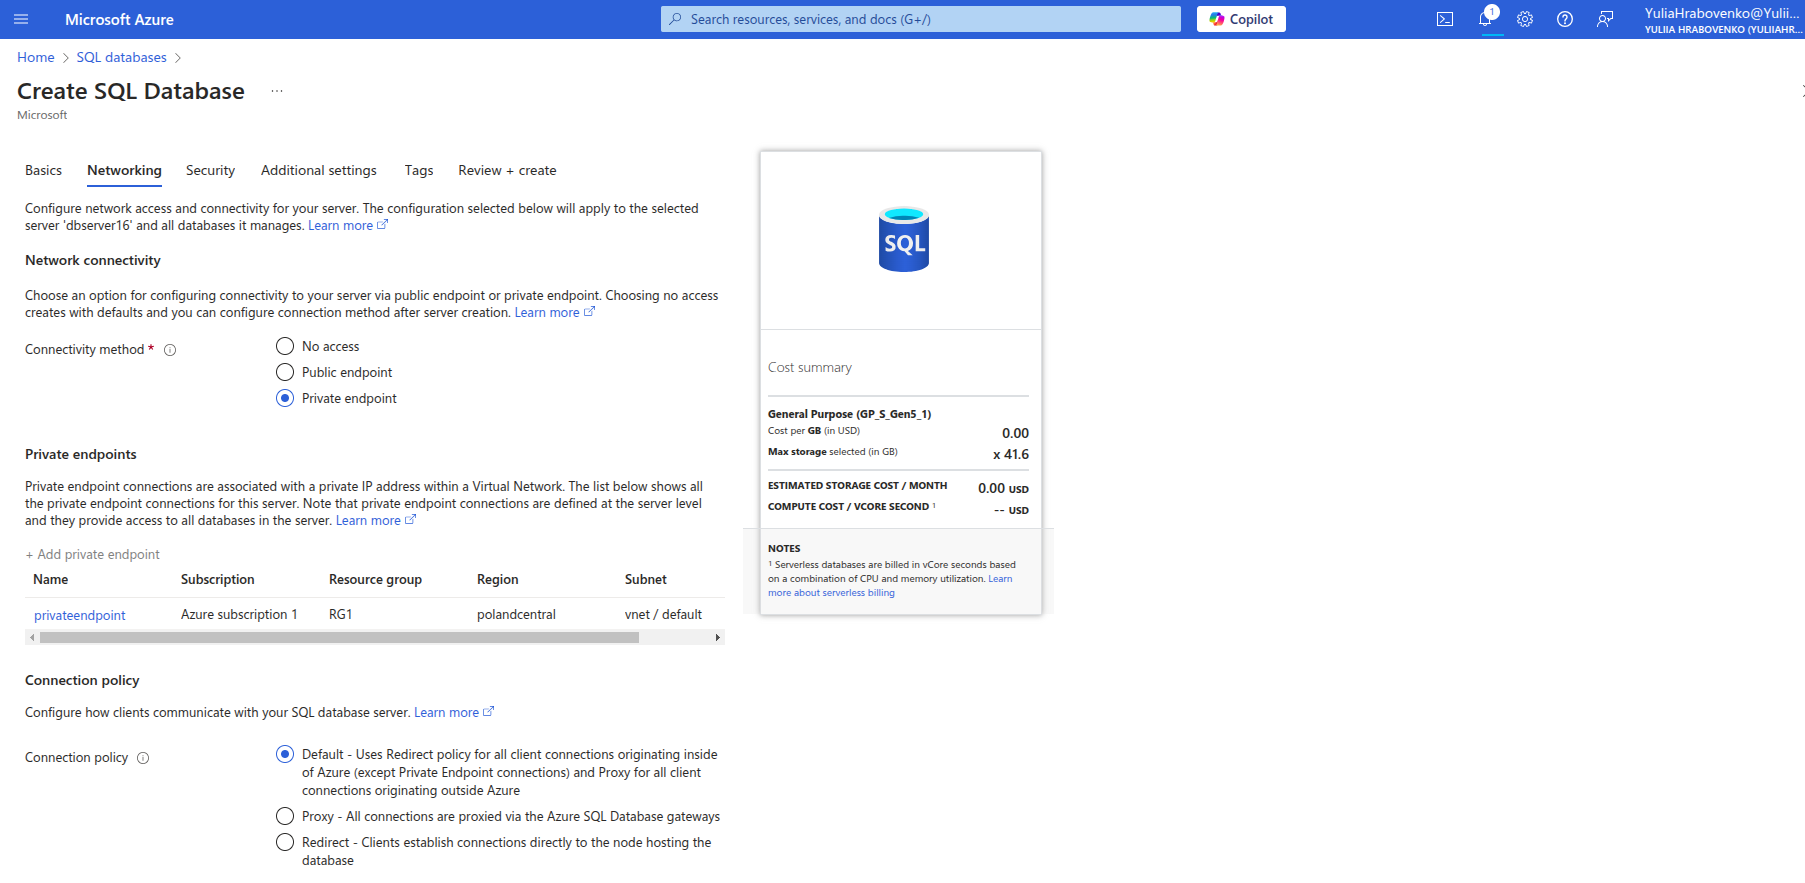 Microsoft Azure
Search resources, services, and docs (G+/)
Copilot
1
YuliaHrabovenko@Yulii...
YULIIA HRABOVENKO (YULIIAHR...
Home > SQL databases >
Create SQL Database ...
Microsoft
Basics Networking Security Additional settings Tags Review + create
Configure network access and connectivity for your server. The configuration selected below will apply to the selected
server 'dbserver16' and all databases it manages. Learn more
Network connectivity
Choose an option for configuring connectivity to your server via public endpoint or private endpoint. Choosing no access
creates with defaults and you can configure connection method after server creation. Learn more
Connectivity method *
No access
Public endpoint
Private endpoint
Private endpoints
Private endpoint connections are associated with a private IP address within a Virtual Network. The list below shows all
the private endpoint connections for this server. Note that private endpoint connections are defined at the server level
and they provide access to all databases in the server. Learn more
+ Add private endpoint
Name Subscription Resource group Region Subnet
privateendpoint Azure subscription 1 RG1 polandcentral vnet / default
Connection policy
Configure how clients communicate with your SQL database server. Learn more
Connection policy
Default - Uses Redirect policy for all client connections originating inside
of Azure (except Private Endpoint connections) and Proxy for all client
connections originating outside Azure
Proxy - All connections are proxied via the Azure SQL Database gateways
Redirect - Clients establish connections directly to the node hosting the
database
SQL
Cost summary
General Purpose (GP_S_Gen5_1)
Cost per GB (in USD) 0.00
Max storage selected (in GB) x 41.6
ESTIMATED STORAGE COST / MONTH 0.00 USD
COMPUTE COST / VCORE SECOND ¹ -- USD
NOTES
¹ Serverless databases are billed in vCore seconds based
on a combination of CPU and memory utilization. Learn
more about serverless billing